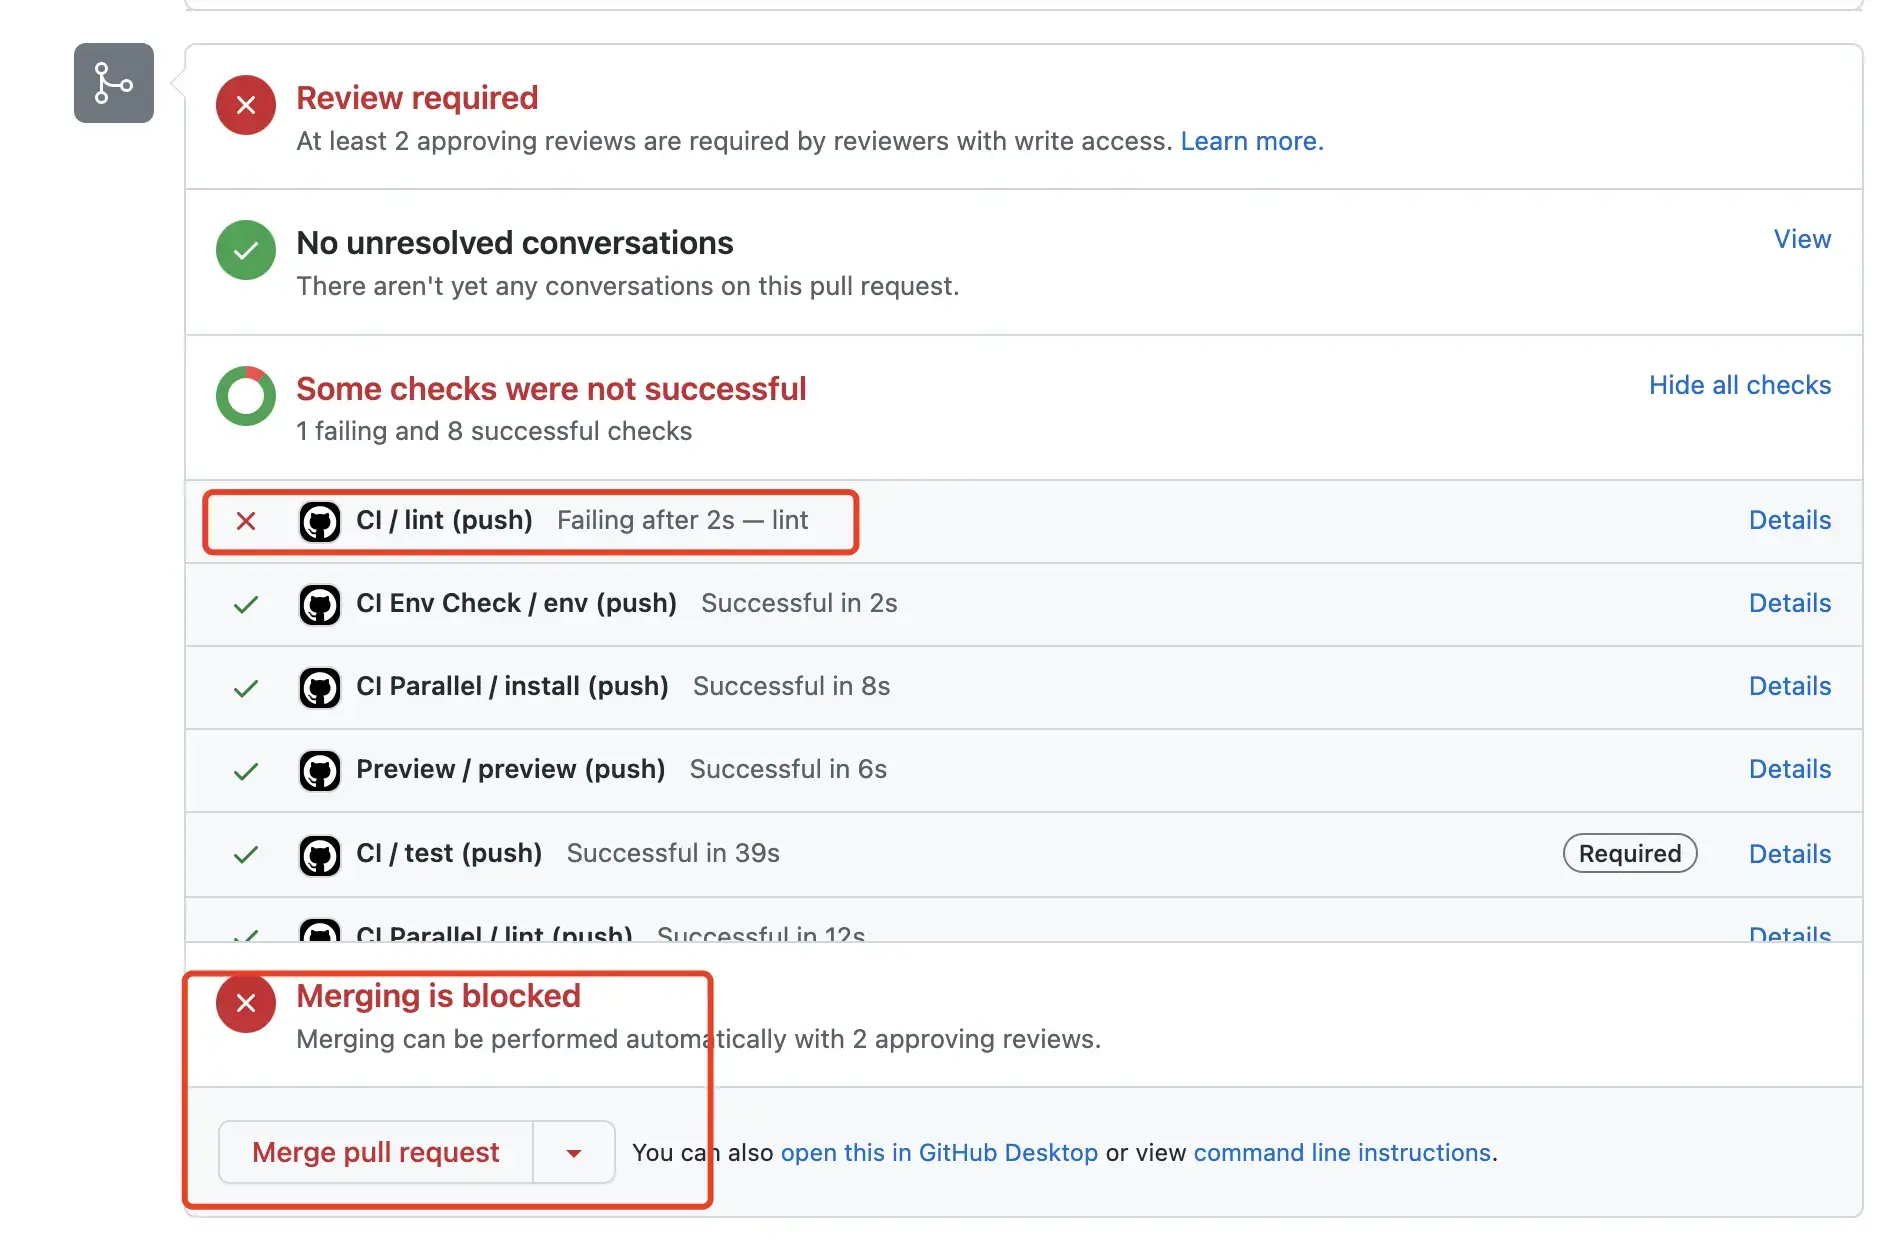 Review required
At least 2 approving reviews are required by reviewers with write access. Learn more.
No unresolved conversations
View
There aren't yet any conversations on this pull request.
Some checks were not successful
Hide all checks
1 failing and 8 successful checks
CI / lint (push) Failing after 2s — lint Details
CI Env Check / env (push) Successful in 2s Details
CI Parallel / install (push) Successful in 8s Details
Preview / preview (push) Successful in 6s Details
CI / test (push) Successful in 39s Required Details
CI Parallel / lint (push) Successful in 12s Details
Merging is blocked
Merging can be performed automatically with 2 approving reviews.
Merge pull request You can also open this in GitHub Desktop or view command line instructions.